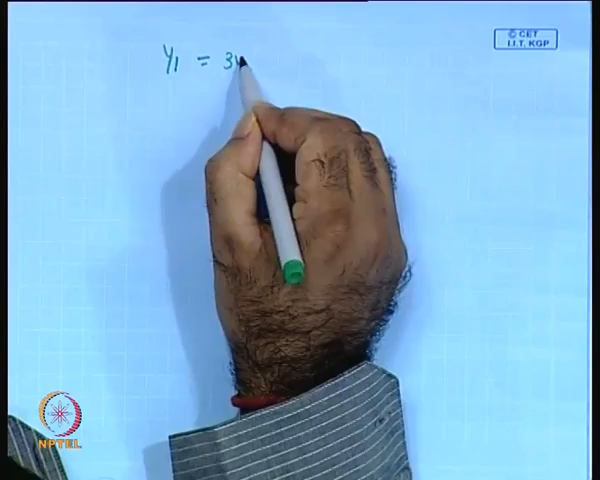 y₁ = 3
© CET
I.I.T. KGP
NPTEL